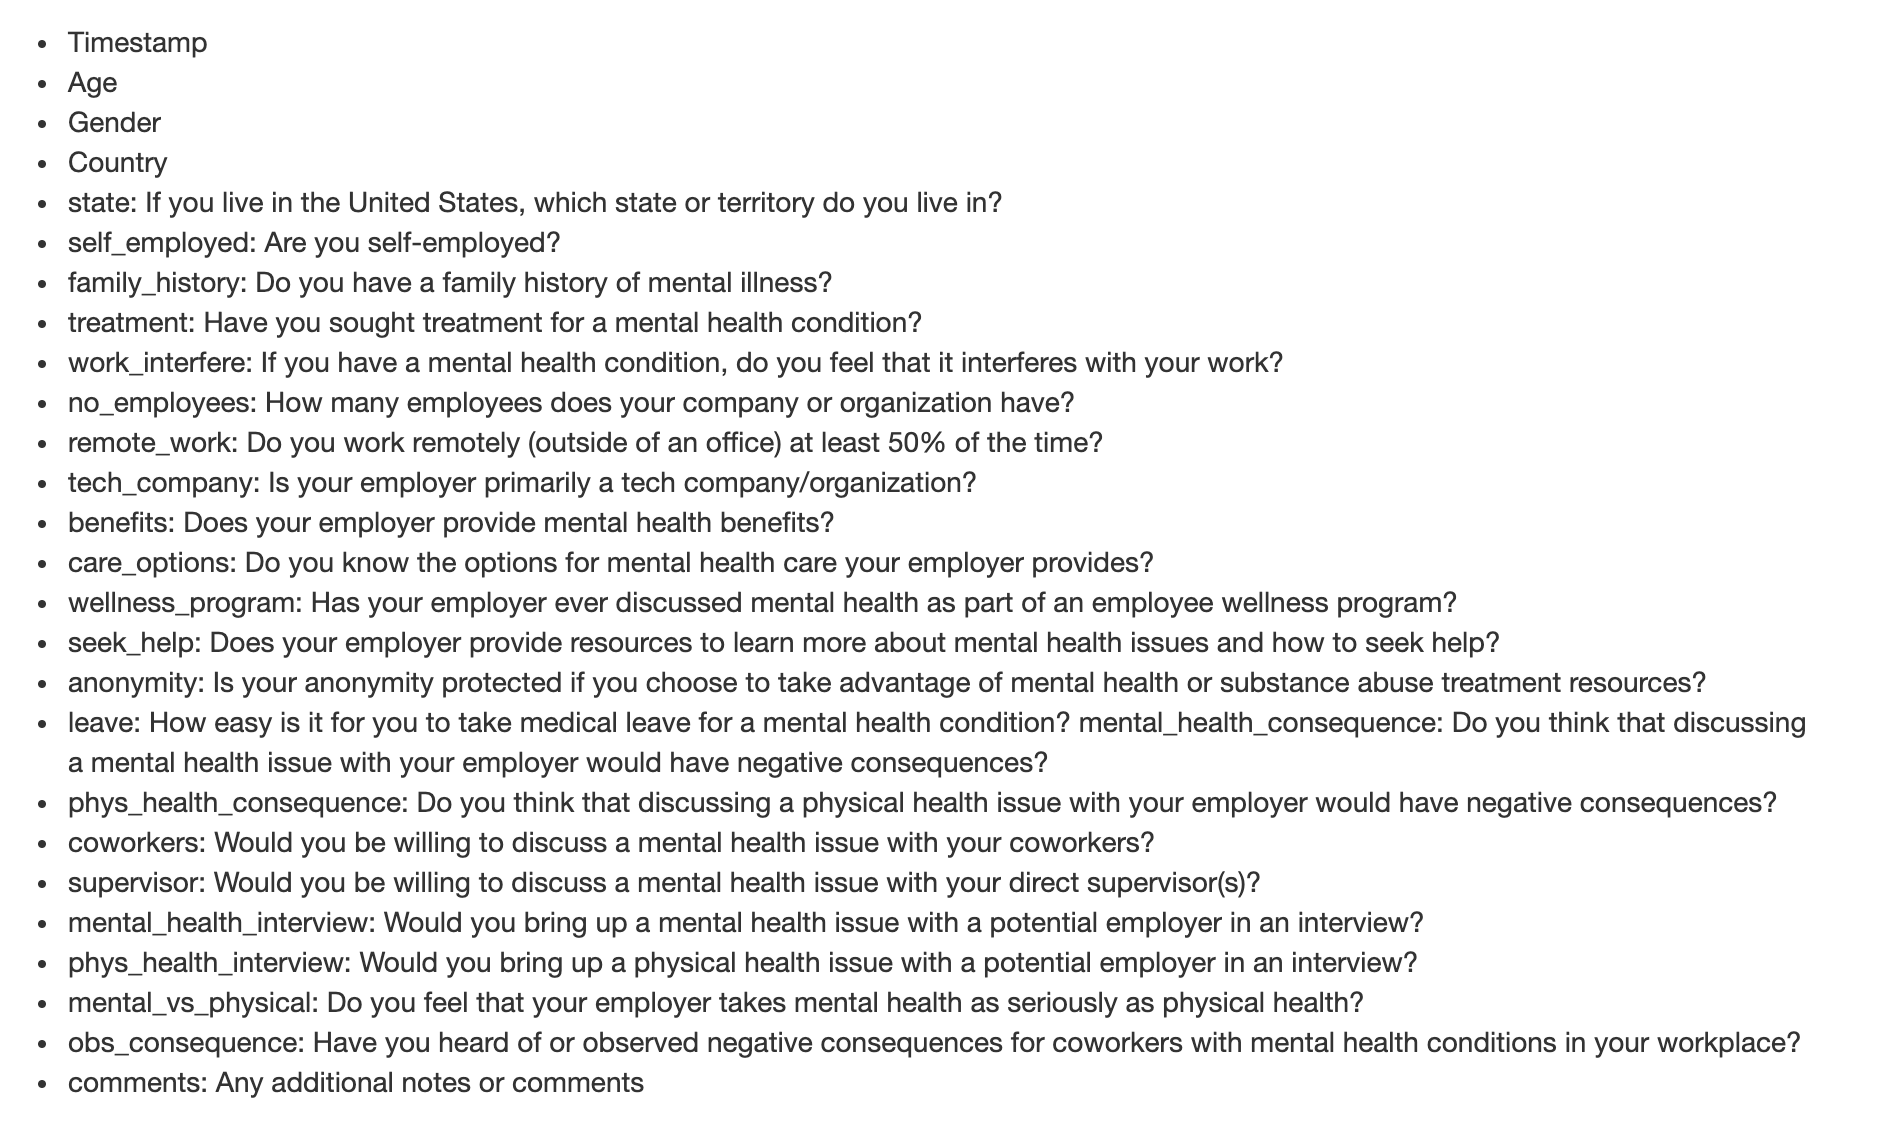 • Timestamp
• Age
• Gender
• Country
• state: If you live in the United States, which state or territory do you live in?
• self_employed: Are you self-employed?
• family_history: Do you have a family history of mental illness?
• treatment: Have you sought treatment for a mental health condition?
• work_interfere: If you have a mental health condition, do you feel that it interferes with your work?
• no_employees: How many employees does your company or organization have?
• remote_work: Do you work remotely (outside of an office) at least 50% of the time?
• tech_company: Is your employer primarily a tech company/organization?
• benefits: Does your employer provide mental health benefits?
• care_options: Do you know the options for mental health care your employer provides?
• wellness_program: Has your employer ever discussed mental health as part of an employee wellness program?
• seek_help: Does your employer provide resources to learn more about mental health issues and how to seek help?
• anonymity: Is your anonymity protected if you choose to take advantage of mental health or substance abuse treatment resources?
• leave: How easy is it for you to take medical leave for a mental health condition? mental_health_consequence: Do you think that discussing
a mental health issue with your employer would have negative consequences?
• phys_health_consequence: Do you think that discussing a physical health issue with your employer would have negative consequences?
• coworkers: Would you be willing to discuss a mental health issue with your coworkers?
• supervisor: Would you be willing to discuss a mental health issue with your direct supervisor(s)?
• mental_health_interview: Would you bring up a mental health issue with a potential employer in an interview?
• phys_health_interview: Would you bring up a physical health issue with a potential employer in an interview?
• mental_vs_physical: Do you feel that your employer takes mental health as seriously as physical health?
• obs_consequence: Have you heard of or observed negative consequences for coworkers with mental health conditions in your workplace?
• comments: Any additional notes or comments